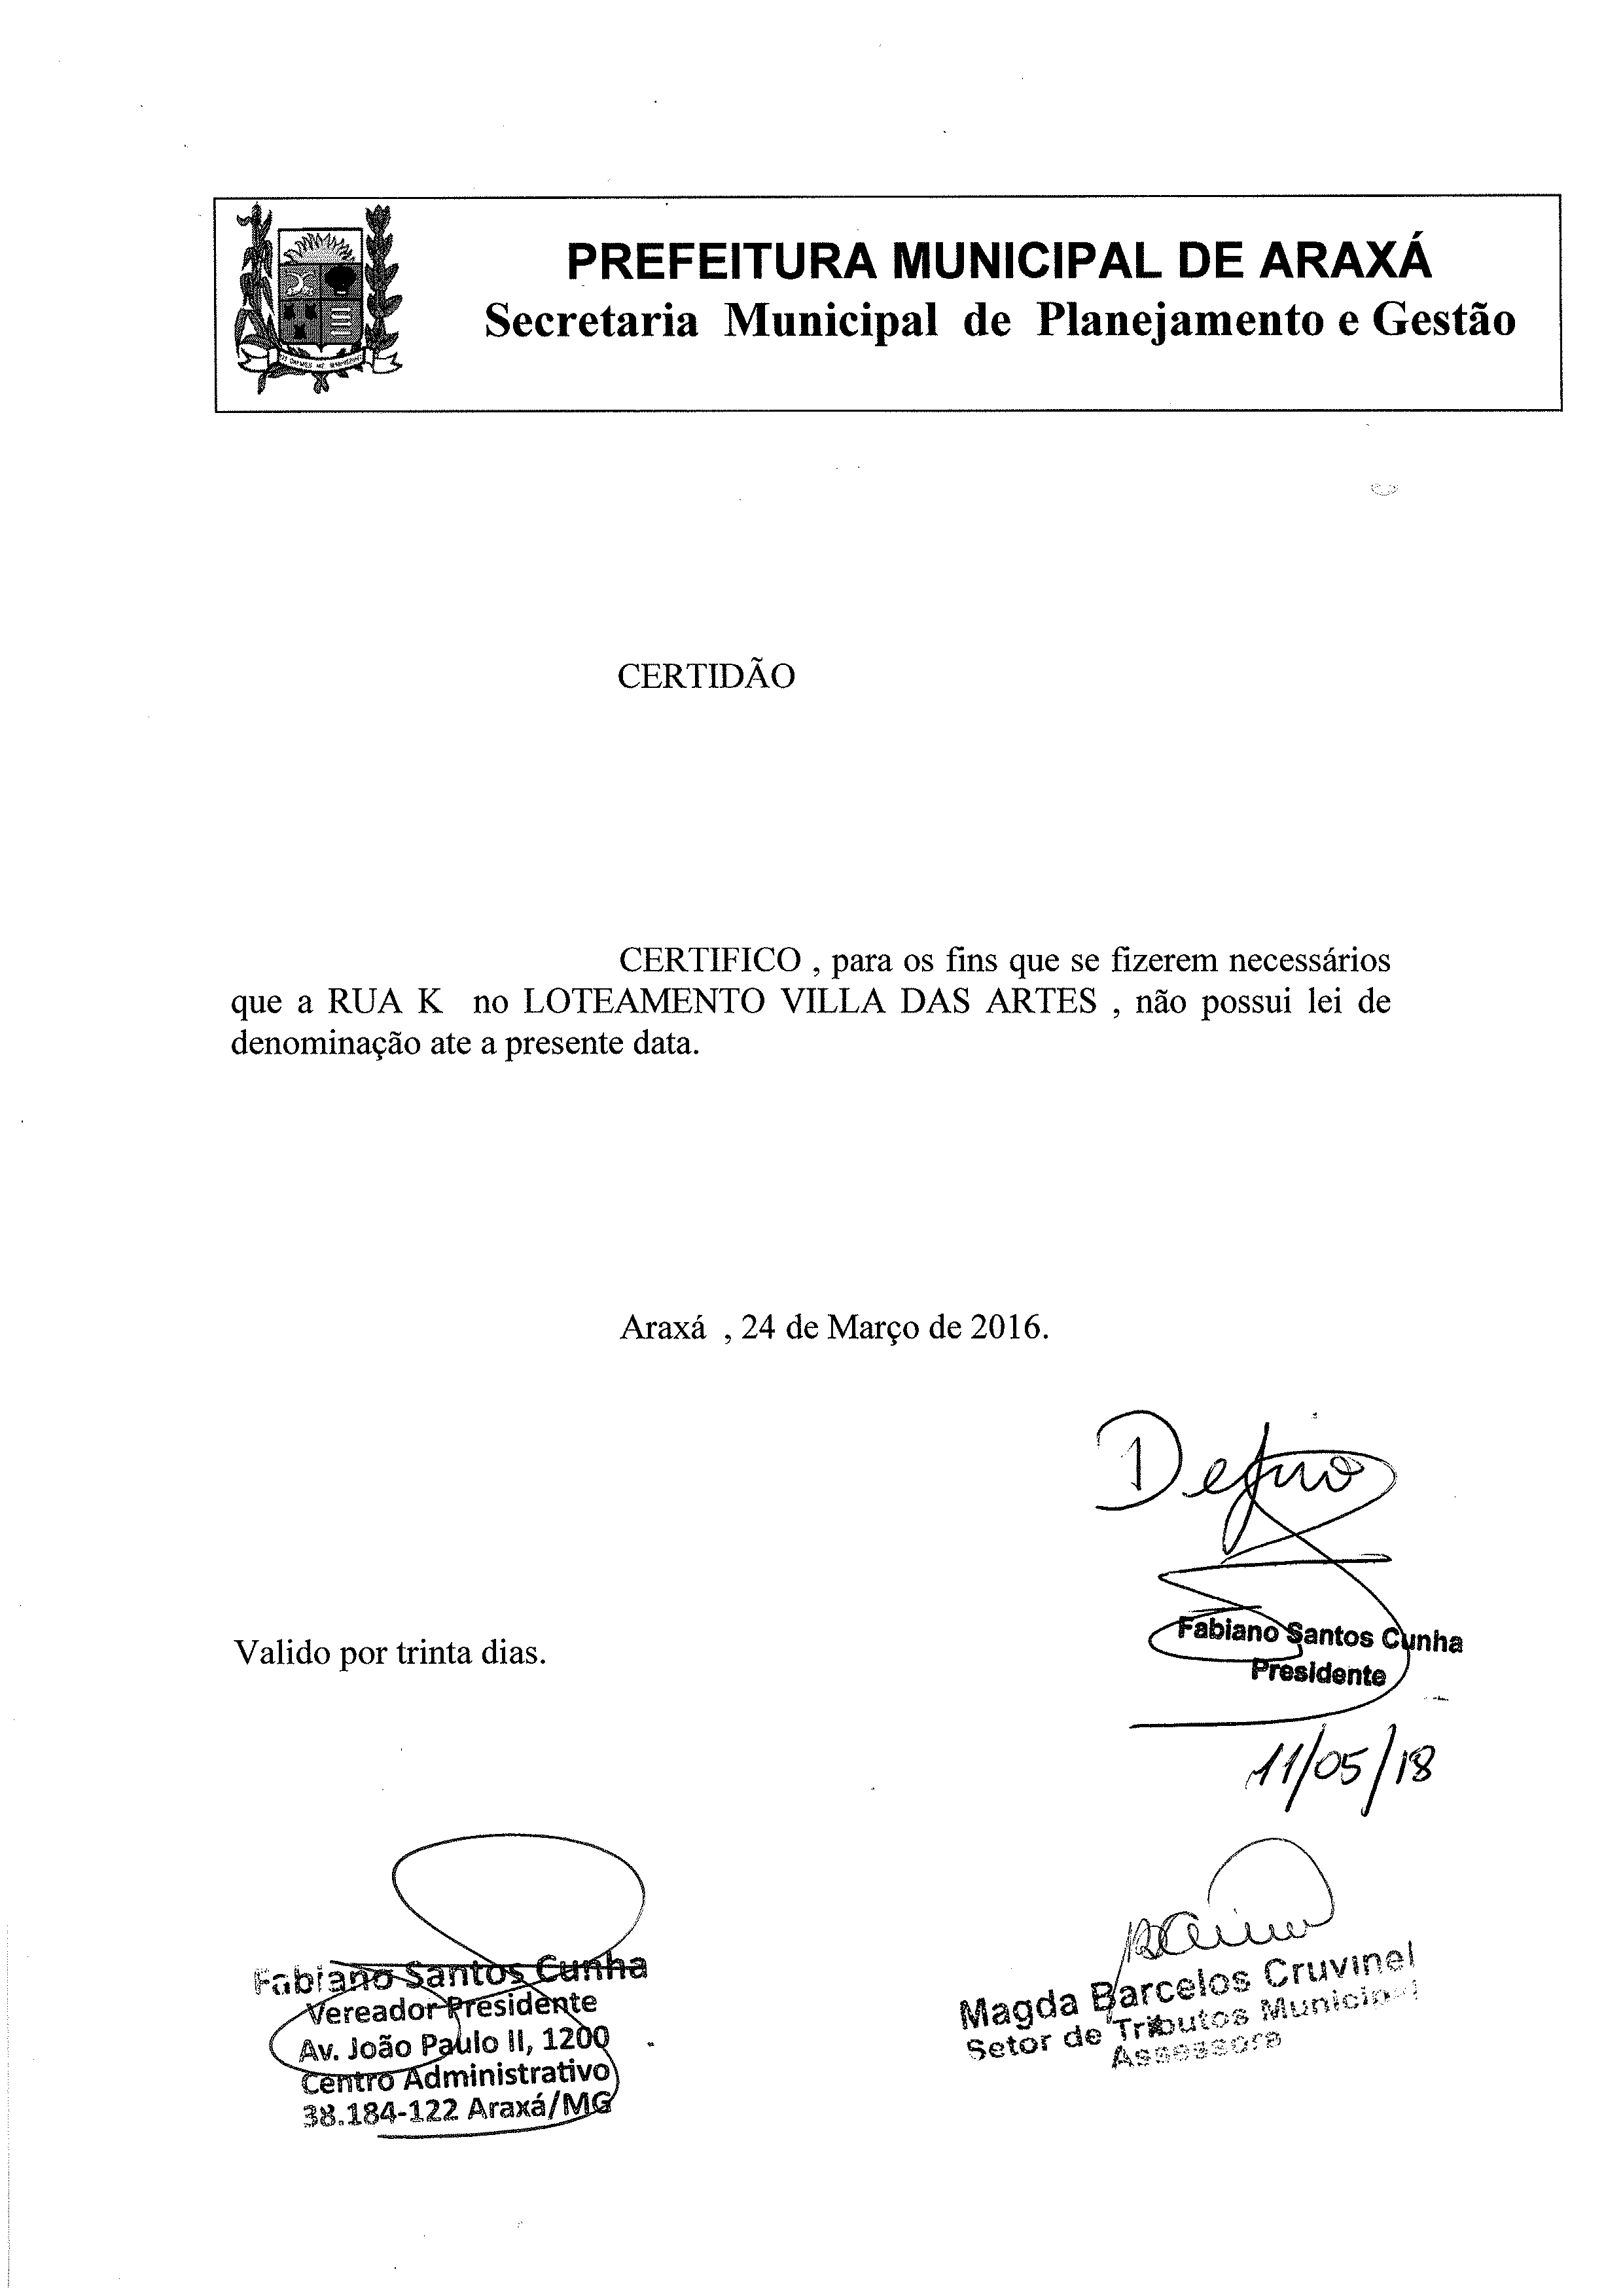 PREFEITURA MUNICIPAL DE ARAXÁ
Secretaria Municipal de Planejamento e Gestão
CERTIDÃO
CERTIFICO , para os fins que se fizerem necessários
que a RUA K no LOTEAMENTO VILLA DAS ARTES , não possui lei de
denominação ate a presente data.
Araxá , 24 de Março de 2016.
Valido por trinta dias.
Fabiano Santos Cunha
Presidente
11/05/18
Fabiano Santos Cunha
Vereador Presidente
Av. João Paulo II, 1200
Centro Administrativo
38.184-122 Araxá/MG
Magda Barcelos Cruvinel
Setor de Tributos Municipal
Assessora